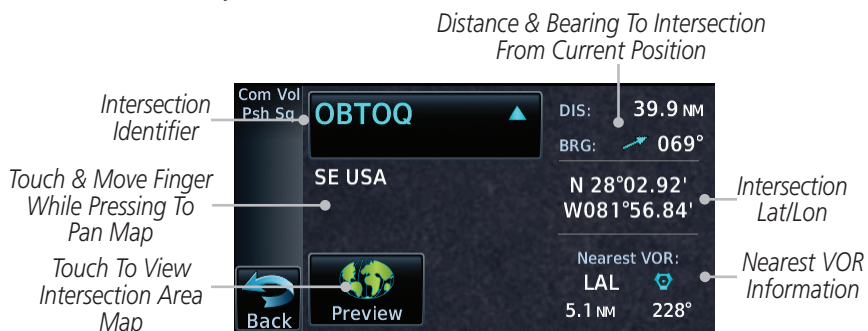 Distance & Bearing To Intersection
From Current Position
Intersection
Identifier
Touch & Move Finger
While Pressing To
Pan Map
Touch To View
Intersection Area
Map
Com Vol
Psh Sq
OBTOQ
SE USA
Back
Preview
DIS: 39.9 NM
BRG: 069°
N 28°02.92'
W081°56.84'
Nearest VOR:
LAL
5.1 NM 228°
Intersection
Lat/Lon
Nearest VOR
Information